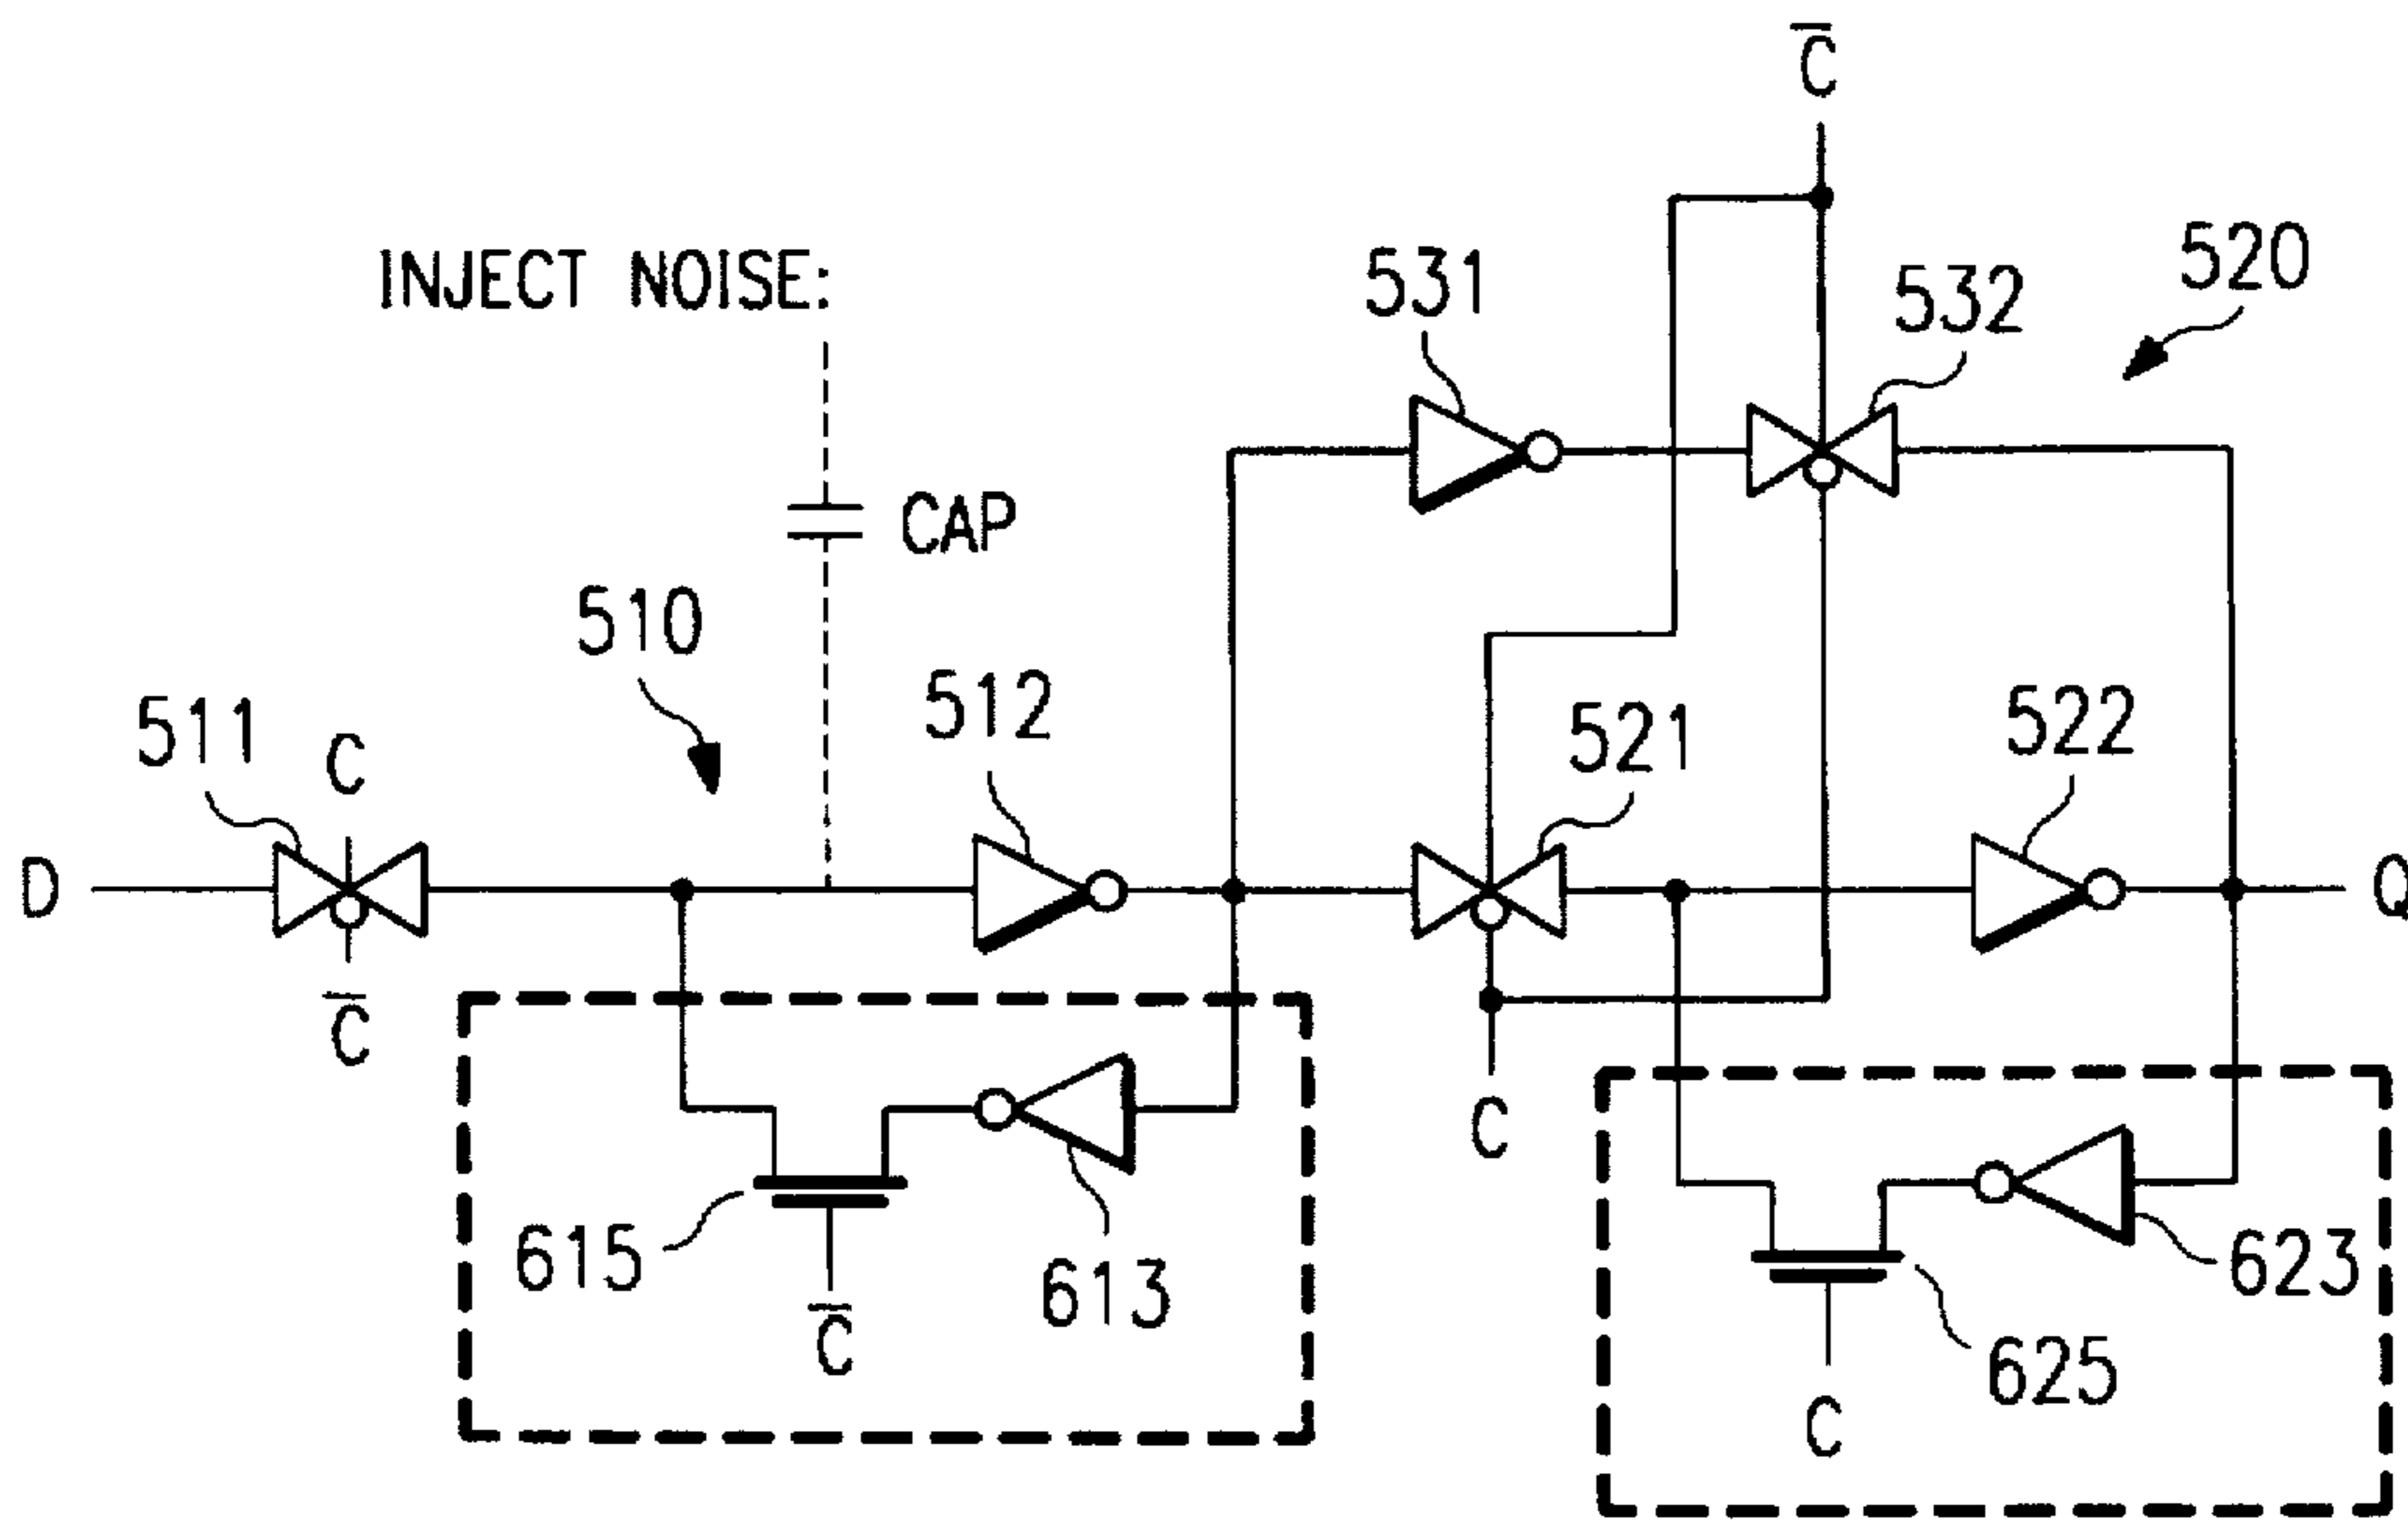 C̅
INJECT NOISE:
531
532
520
CAP
510
512
511
C
521
522
D
Q
C̅
C
615
613
623
C̅
625
C